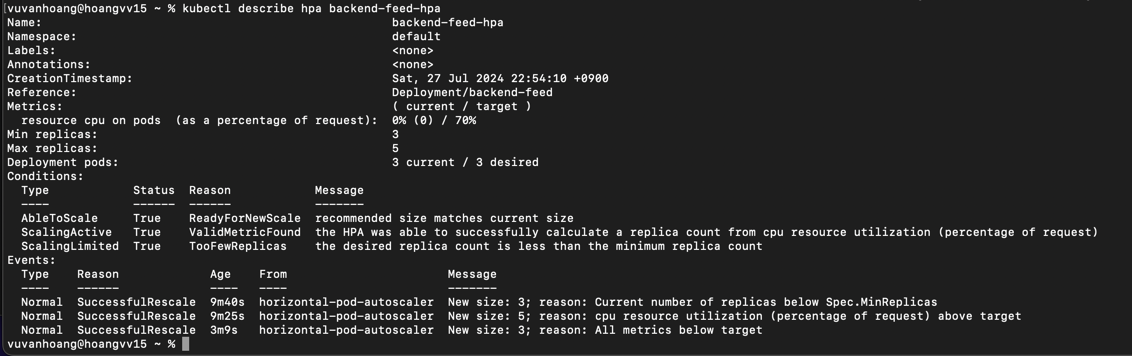 vuvanhoang@hoangvv15 ~ % kubectl describe hpa backend-feed-hpa
Name: backend-feed-hpa
Namespace: default
Labels: <none>
Annotations: <none>
CreationTimestamp: Sat, 27 Jul 2024 22:54:10 +0900
Reference: Deployment/backend-feed
Metrics: ( current / target )
  resource cpu on pods  (as a percentage of request):  0% (0) / 70%
Min replicas: 3
Max replicas: 5
Deployment pods: 3 current / 3 desired
Conditions:
  Type            Status  Reason            Message
  ----            ------  ------            -------
  AbleToScale     True    ReadyForNewScale  recommended size matches current size
  ScalingActive   True    ValidMetricFound  the HPA was able to successfully calculate a replica count from cpu resource utilization (percentage of request)
  ScalingLimited  True    TooFewReplicas    the desired replica count is less than the minimum replica count
Events:
  Type    Reason             Age    From                       Message
  ----    ------             ----   ----                       -------
  Normal  SuccessfulRescale  9m40s  horizontal-pod-autoscaler  New size: 3; reason: Current number of replicas below Spec.MinReplicas
  Normal  SuccessfulRescale  9m25s  horizontal-pod-autoscaler  New size: 5; reason: cpu resource utilization (percentage of request) above target
  Normal  SuccessfulRescale  3m9s   horizontal-pod-autoscaler  New size: 3; reason: All metrics below target
vuvanhoang@hoangvv15 ~ %